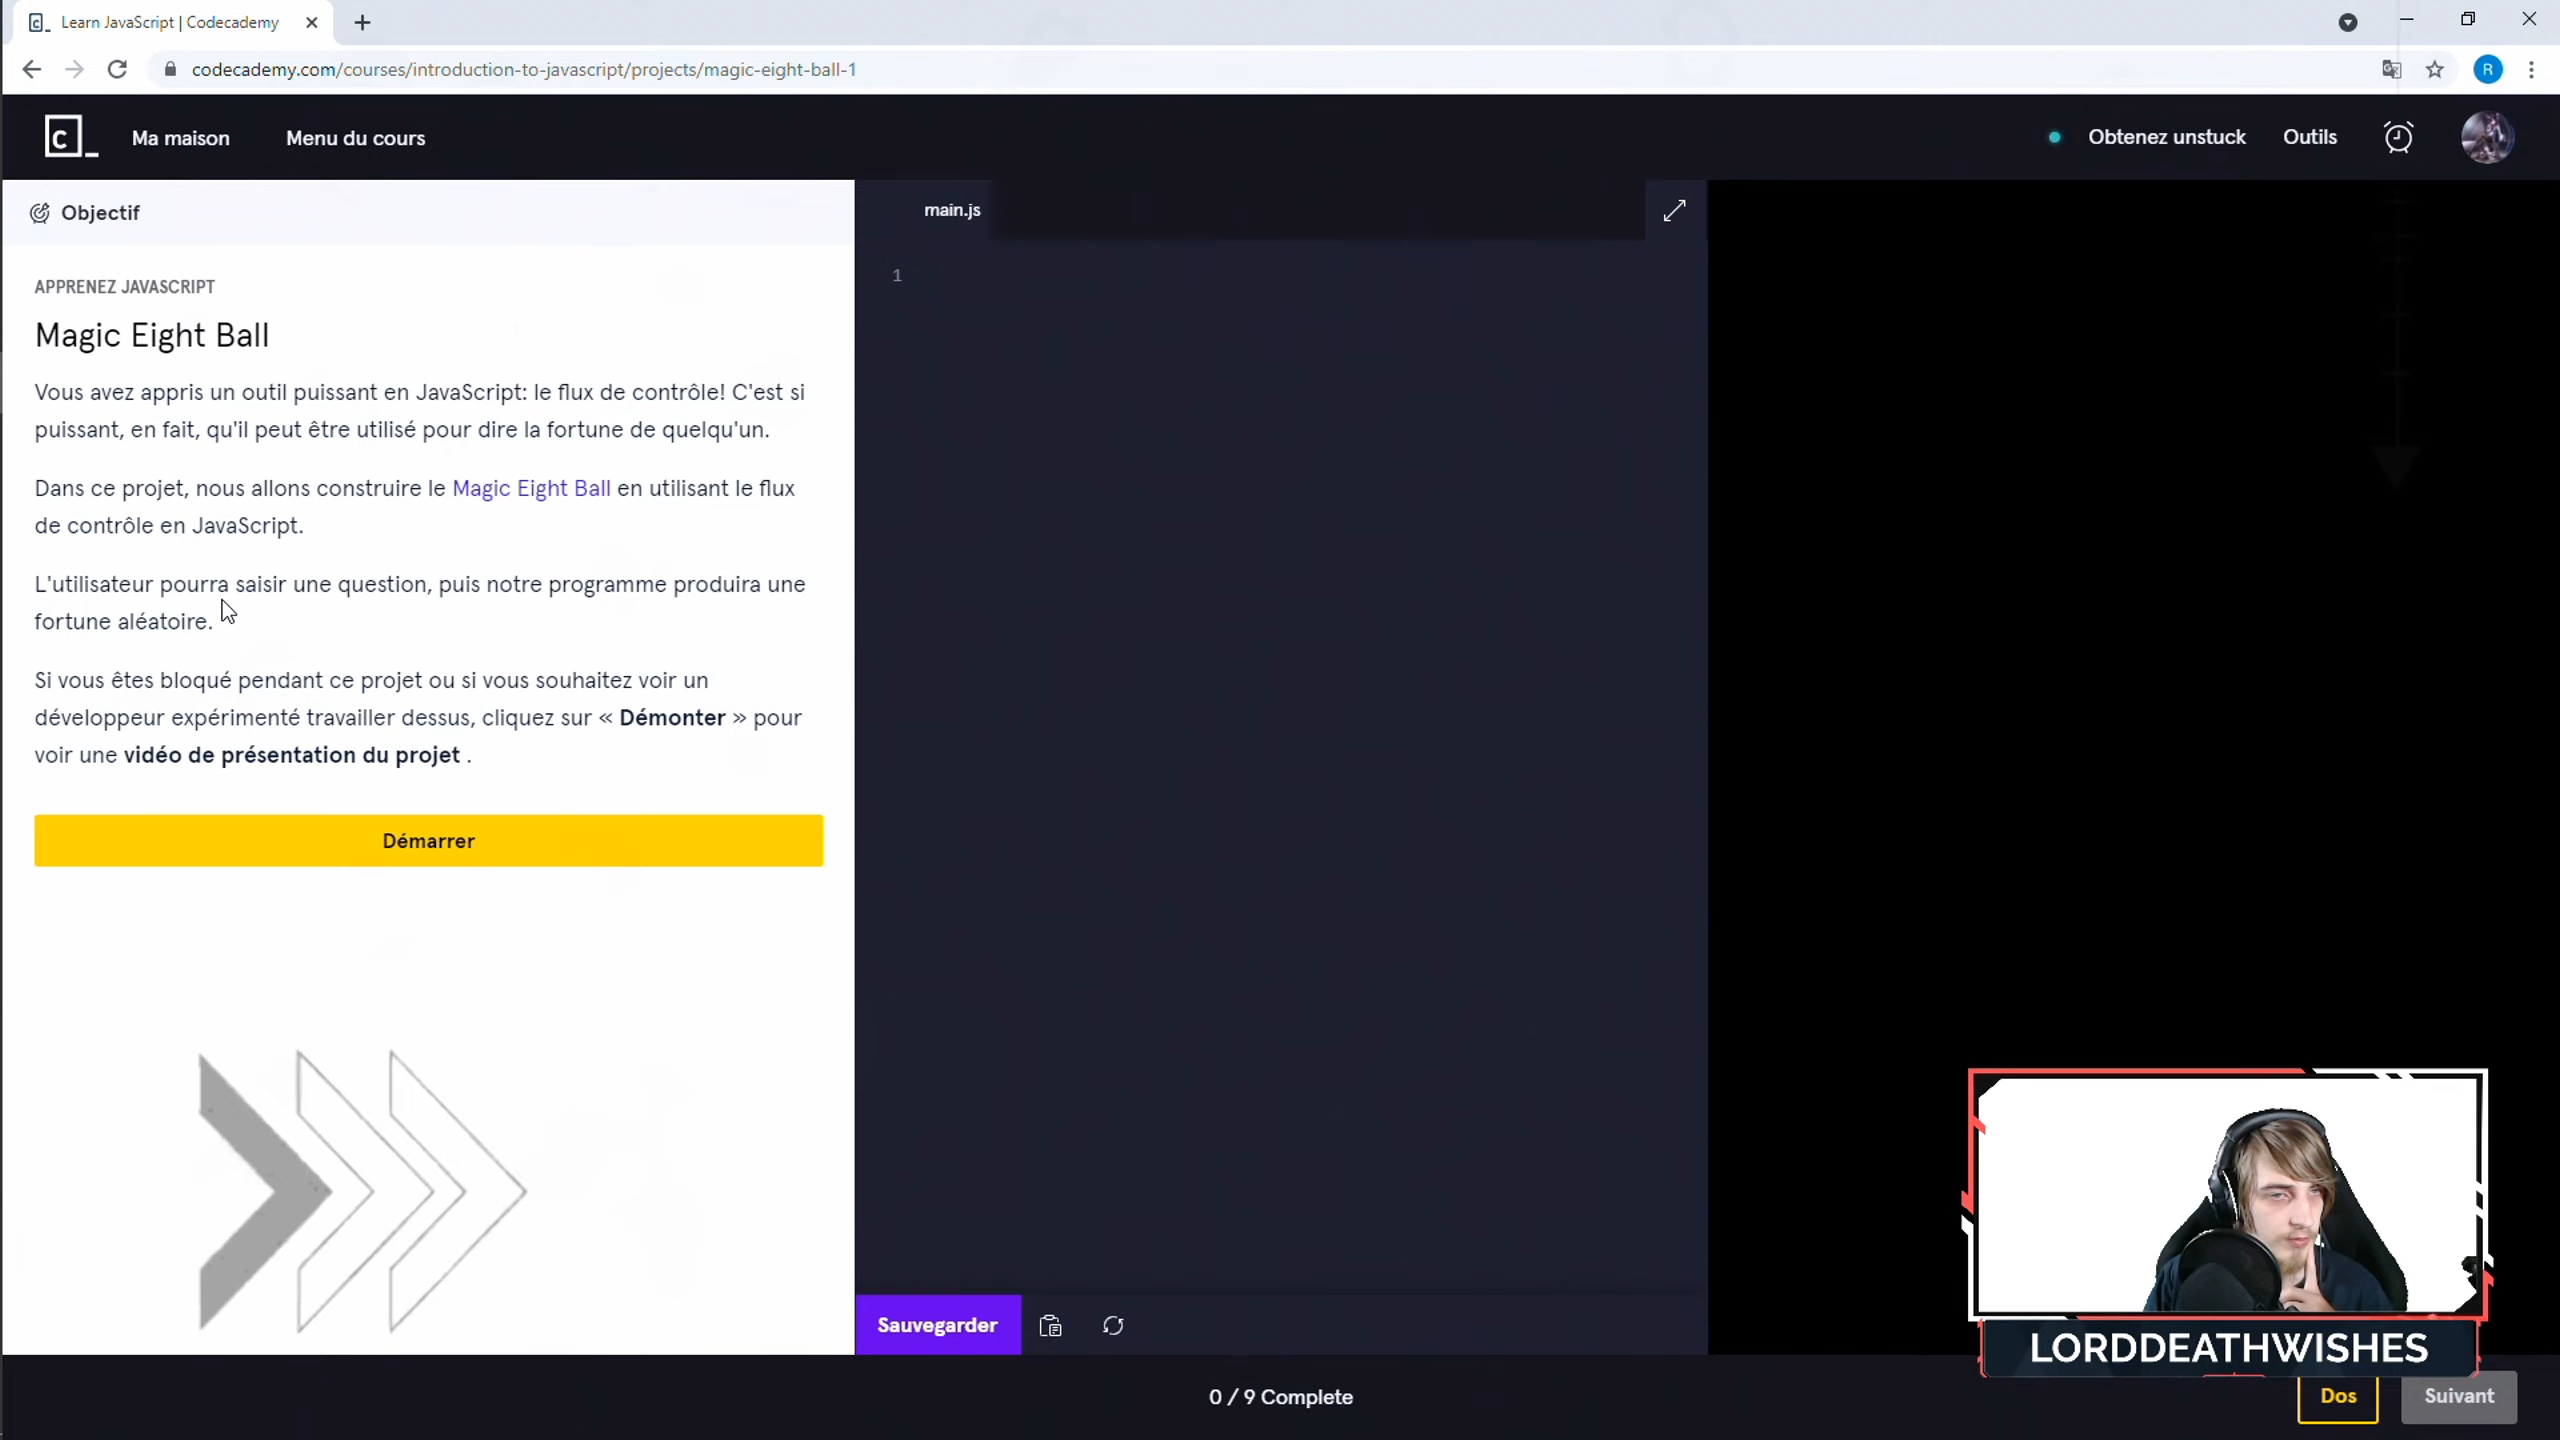 Learn JavaScript | Codecademy
codecademy.com/courses/introduction-to-javascript/projects/magic-eight-ball-1
R
c_
Ma maison
Menu du cours
Obtenez unstuck
Outils
Objectif
main.js
1
APPRENEZ JAVASCRIPT
Magic Eight Ball
Vous avez appris un outil puissant en JavaScript: le flux de contrôle! C'est si
puissant, en fait, qu'il peut être utilisé pour dire la fortune de quelqu'un.
Dans ce projet, nous allons construire le Magic Eight Ball en utilisant le flux
de contrôle en JavaScript.
L'utilisateur pourra saisir une question, puis notre programme produira une
fortune aléatoire.
Si vous êtes bloqué pendant ce projet ou si vous souhaitez voir un
développeur expérimenté travailler dessus, cliquez sur « Démonter » pour
voir une vidéo de présentation du projet .
Démarrer
Sauvegarder
LORDDEATHWISHES
0 / 9 Complete
Dos
Suivant